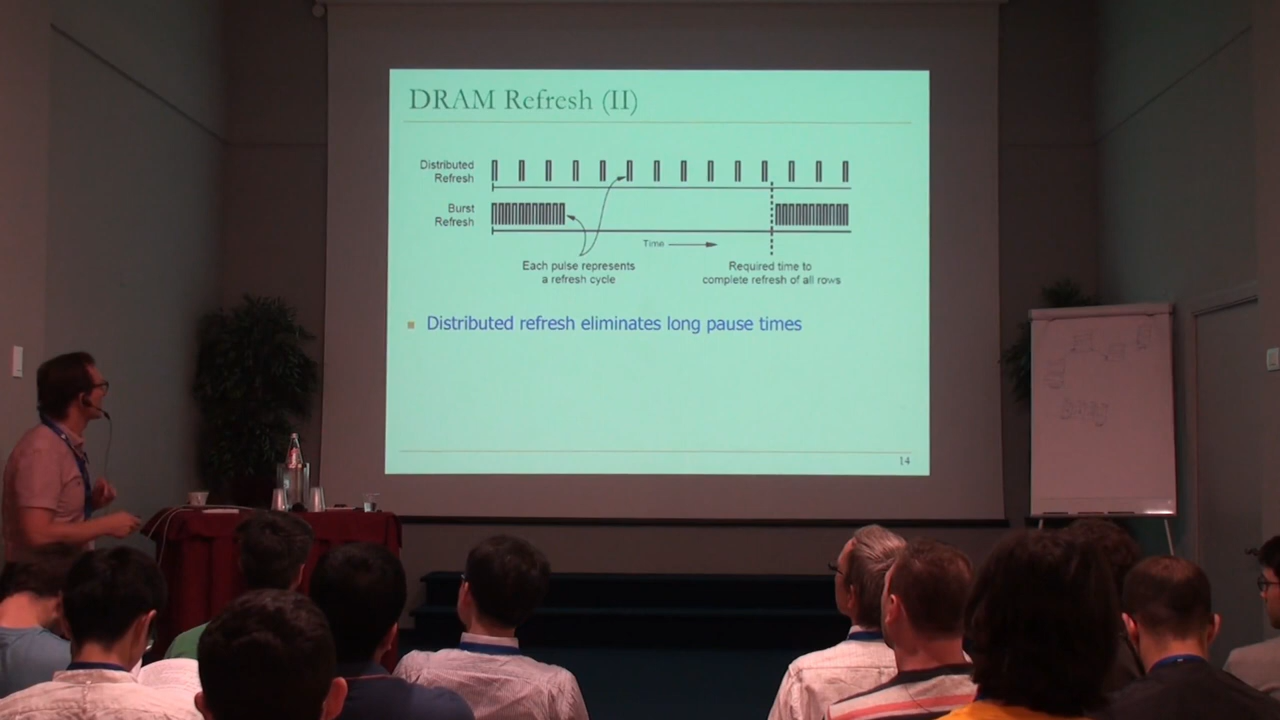 DRAM Refresh (II)
Distributed
Refresh
Burst
Refresh
Time
Each pulse represents
a refresh cycle
Required time to
complete refresh of all rows
Distributed refresh eliminates long pause times
14